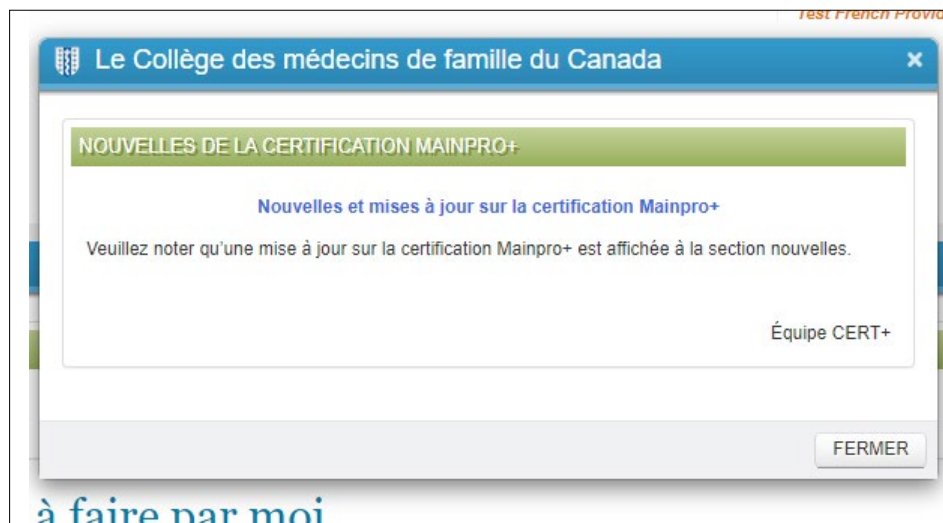 Test French Provid
Le Collège des médecins de famille du Canada
×
NOUVELLES DE LA CERTIFICATION MAINPRO+
Nouvelles et mises à jour sur la certification Mainpro+
Veuillez noter qu'une mise à jour sur la certification Mainpro+ est affichée à la section nouvelles.
Équipe CERT+
FERMER
à faire par moi